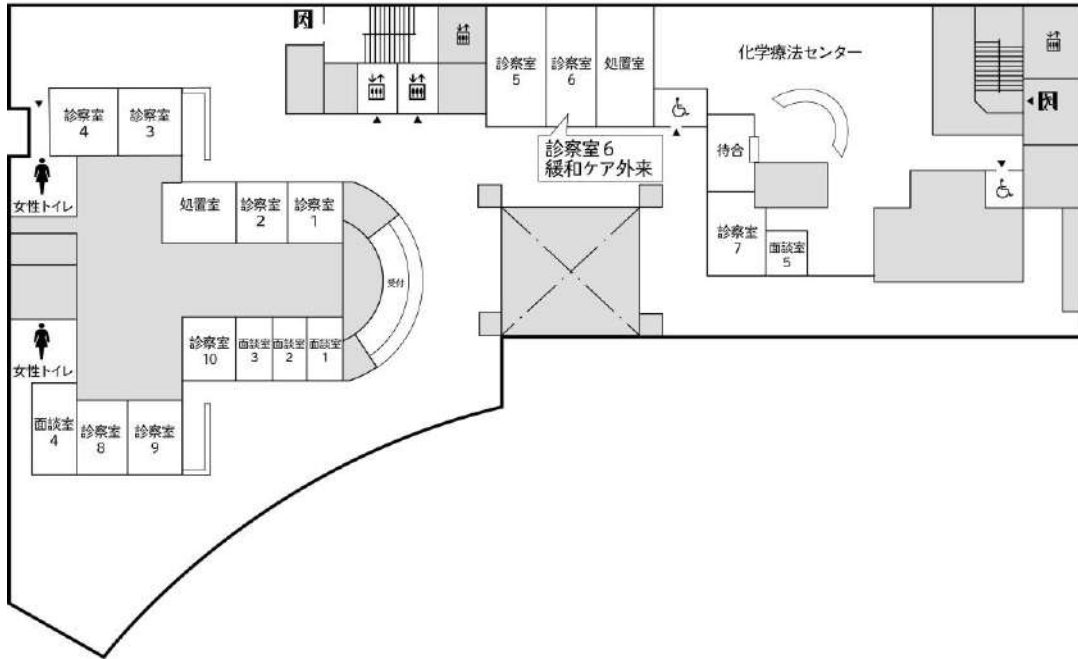 診察室
5
診察室
6
処置室
化学療法センター
診察室
4
診察室
3
診察室6
緩和ケア外来
待合
女性トイレ
処置室
診察室
2
診察室
1
診察室
7
面談室
5
受付
診察室
10
面談室
3
面談室
2
面談室
1
女性トイレ
面談室
4
診察室
8
診察室
9